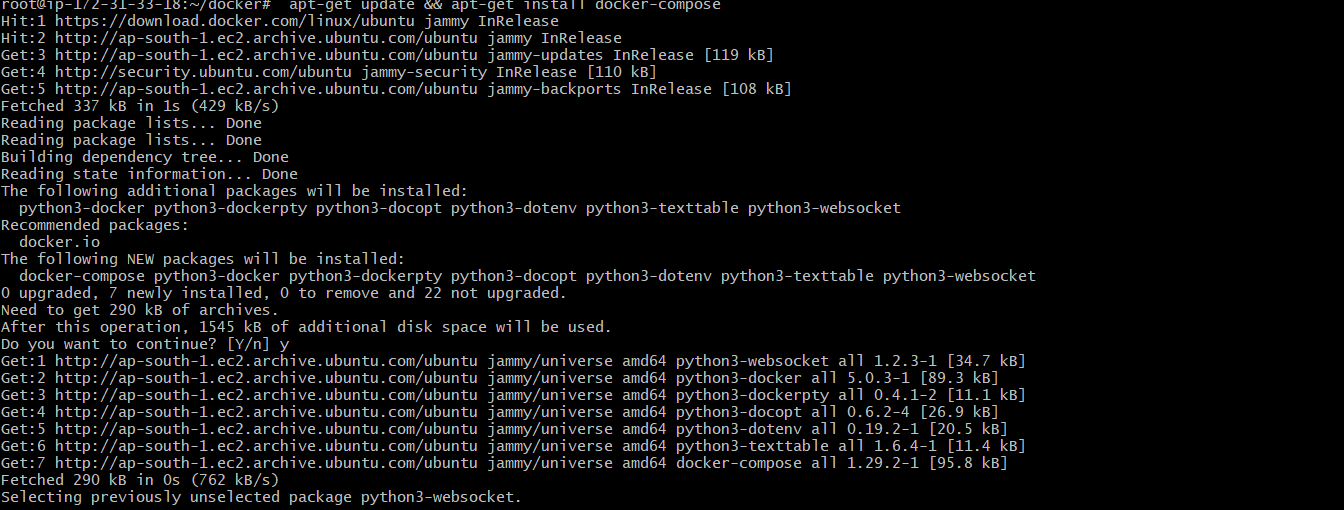 root@ip-172-31-33-18:~/docker#  apt-get update && apt-get install docker-compose
Hit:1 https://download.docker.com/linux/ubuntu jammy InRelease
Hit:2 http://ap-south-1.ec2.archive.ubuntu.com/ubuntu jammy InRelease
Get:3 http://ap-south-1.ec2.archive.ubuntu.com/ubuntu jammy-updates InRelease [119 kB]
Get:4 http://security.ubuntu.com/ubuntu jammy-security InRelease [110 kB]
Get:5 http://ap-south-1.ec2.archive.ubuntu.com/ubuntu jammy-backports InRelease [108 kB]
Fetched 337 kB in 1s (429 kB/s)
Reading package lists... Done
Reading package lists... Done
Building dependency tree... Done
Reading state information... Done
The following additional packages will be installed:
  python3-docker python3-dockerpty python3-docopt python3-dotenv python3-texttable python3-websocket
Recommended packages:
  docker.io
The following NEW packages will be installed:
  docker-compose python3-docker python3-dockerpty python3-docopt python3-dotenv python3-texttable python3-websocket
0 upgraded, 7 newly installed, 0 to remove and 22 not upgraded.
Need to get 290 kB of archives.
After this operation, 1545 kB of additional disk space will be used.
Do you want to continue? [Y/n] y
Get:1 http://ap-south-1.ec2.archive.ubuntu.com/ubuntu jammy/universe amd64 python3-websocket all 1.2.3-1 [34.7 kB]
Get:2 http://ap-south-1.ec2.archive.ubuntu.com/ubuntu jammy/universe amd64 python3-docker all 5.0.3-1 [89.3 kB]
Get:3 http://ap-south-1.ec2.archive.ubuntu.com/ubuntu jammy/universe amd64 python3-dockerpty all 0.4.1-2 [11.1 kB]
Get:4 http://ap-south-1.ec2.archive.ubuntu.com/ubuntu jammy/universe amd64 python3-docopt all 0.6.2-4 [26.9 kB]
Get:5 http://ap-south-1.ec2.archive.ubuntu.com/ubuntu jammy/universe amd64 python3-dotenv all 0.19.2-1 [20.5 kB]
Get:6 http://ap-south-1.ec2.archive.ubuntu.com/ubuntu jammy/universe amd64 python3-texttable all 1.6.4-1 [11.4 kB]
Get:7 http://ap-south-1.ec2.archive.ubuntu.com/ubuntu jammy/universe amd64 docker-compose all 1.29.2-1 [95.8 kB]
Fetched 290 kB in 0s (762 kB/s)
Selecting previously unselected package python3-websocket.